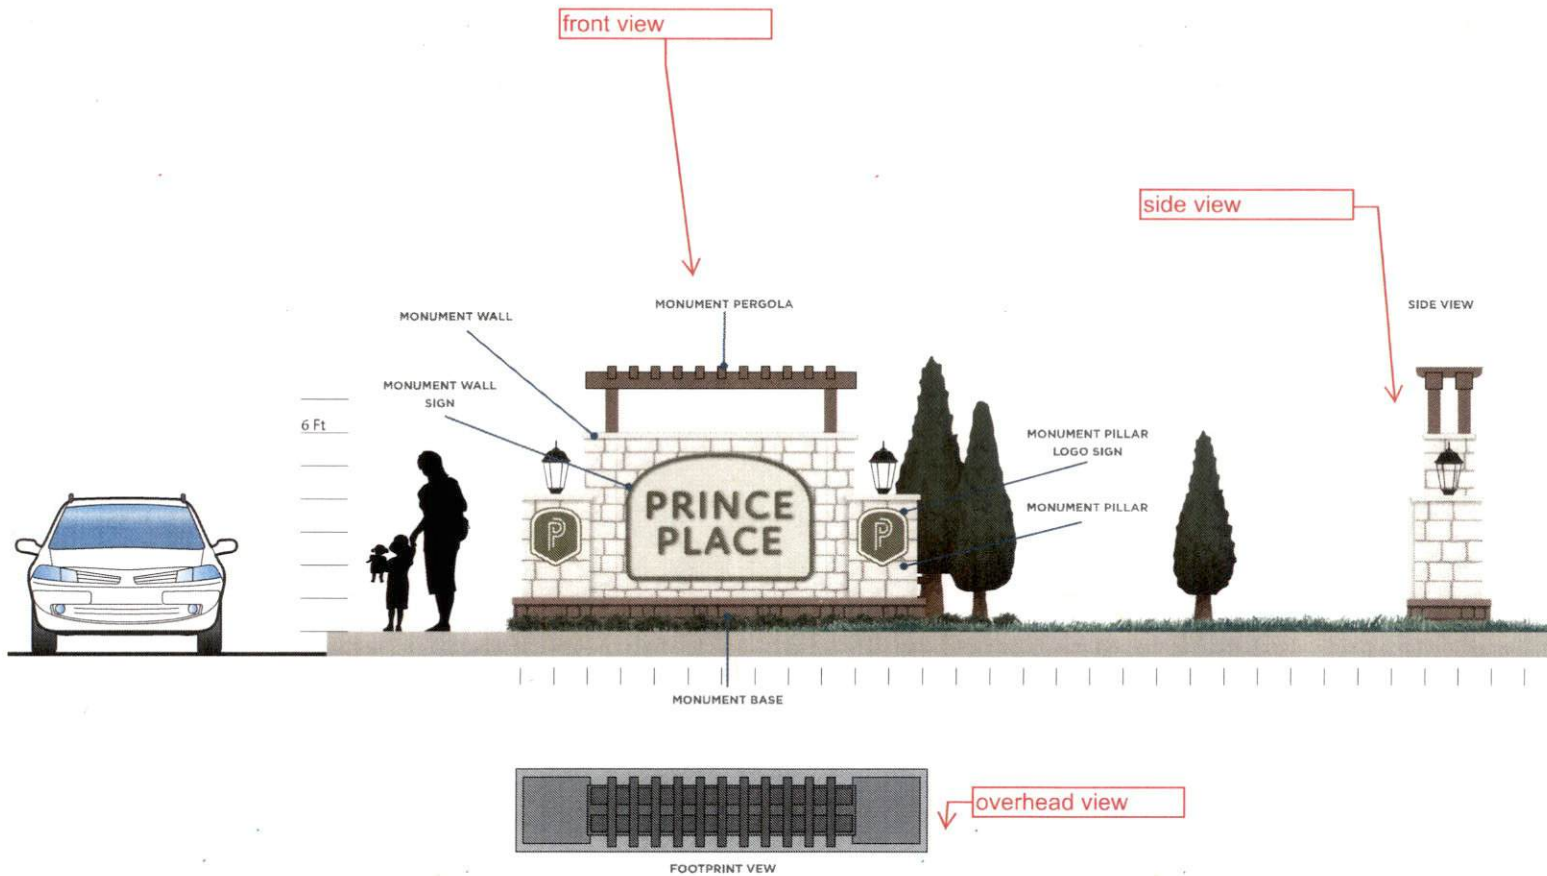 front view
side view
MONUMENT PERGOLA
SIDE VIEW
MONUMENT WALL
MONUMENT WALL
SIGN
6 Ft
MONUMENT PILLAR
LOGO SIGN
PRINCE
PLACE
P
P
MONUMENT PILLAR
MONUMENT BASE
overhead view
FOOTPRINT VEW